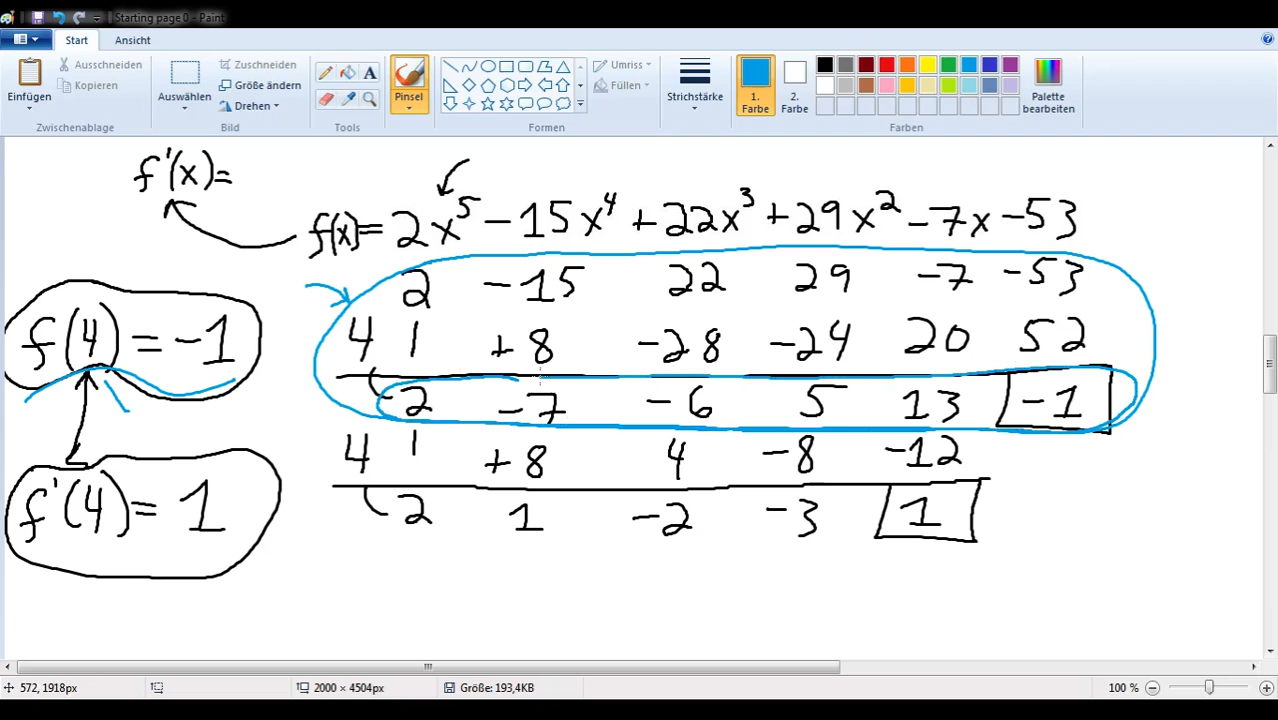 Starting page 0 - Paint
Start Ansicht
Einfügen
Ausschneiden
Kopieren
Zwischenablage
Auswählen
Zuschneiden
Größe ändern
Drehen
Bild
A
Tools
Pinsel
Umriss
Füllen
Formen
Strichstärke
1. Farbe
2. Farbe
Farben
Palette bearbeiten
f'(x)=
f(x)= 2x⁵ -15x⁴ +22x³ +29x² -7x -53
2 -15 22 29 -7 -53
4 1 +8 -28 -24 20 52
2 -7 -6 5 13 -1
4 1 +8 4 -8 -12
2 1 -2 -3 1
f(4) = -1
f'(4)= 1
572, 1918px
2000 × 4504px
Größe: 193,4KB
100 %